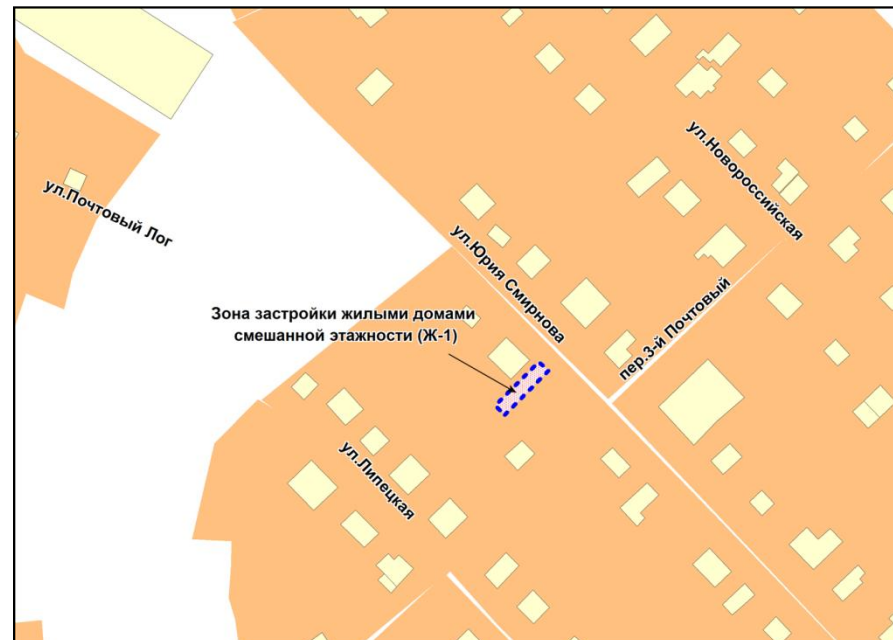 ул.Новороссийская
ул.Почтовый Лог
ул.Юрия Смирнова
пер.3-й Почтовый
Зона застройки жилыми домами
смешанной этажности (Ж-1)
ул.Липецкая